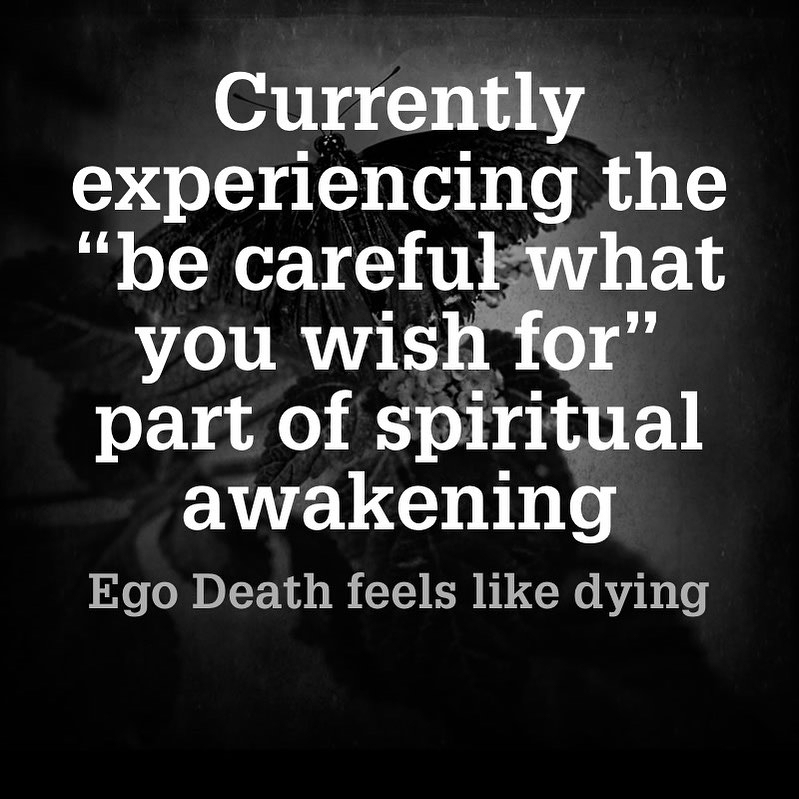 Currently
experiencing the
“be careful what
you wish for”
part of spiritual
awakening
Ego Death feels like dying